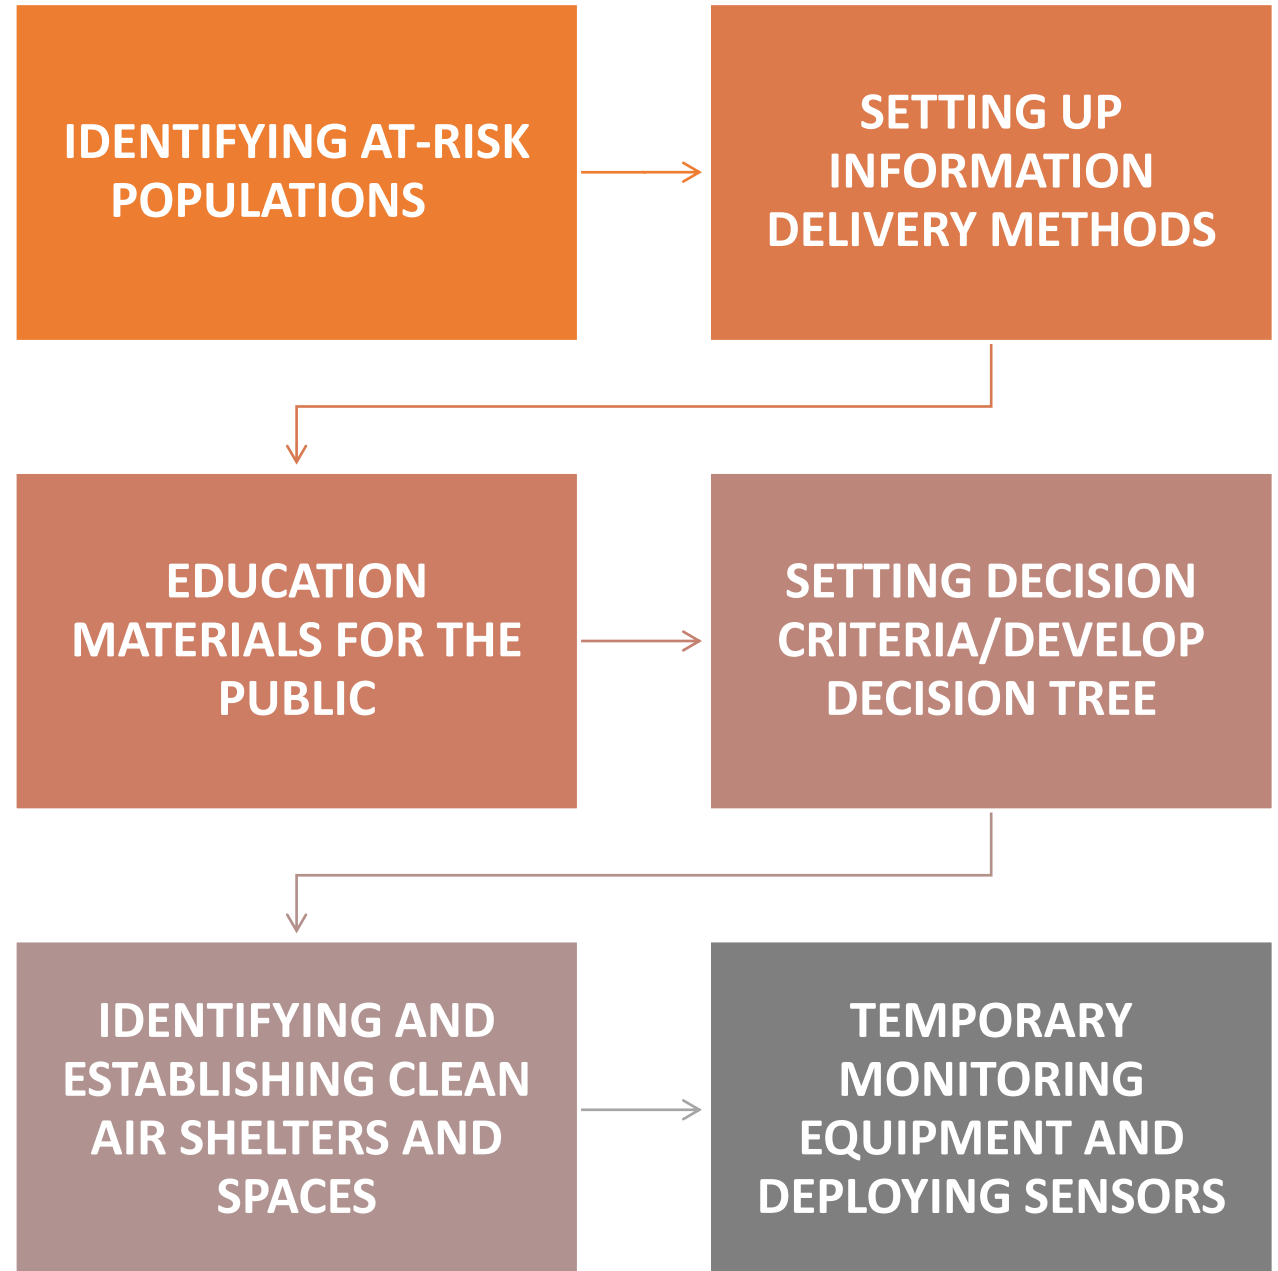 IDENTIFYING AT-RISK
POPULATIONS
SETTING UP
INFORMATION
DELIVERY METHODS
EDUCATION
MATERIALS FOR THE
PUBLIC
SETTING DECISION
CRITERIA/DEVELOP
DECISION TREE
IDENTIFYING AND
ESTABLISHING CLEAN
AIR SHELTERS AND
SPACES
TEMPORARY
MONITORING
EQUIPMENT AND
DEPLOYING SENSORS